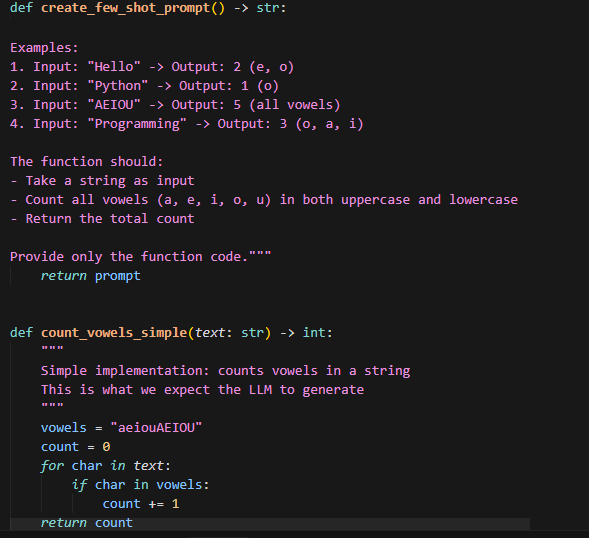 def create_few_shot_prompt() -> str:
Examples:
1. Input: "Hello" -> Output: 2 (e, o)
2. Input: "Python" -> Output: 1 (o)
3. Input: "AEIOU" -> Output: 5 (all vowels)
4. Input: "Programming" -> Output: 3 (o, a, i)
The function should:
- Take a string as input
- Count all vowels (a, e, i, o, u) in both uppercase and lowercase
- Return the total count
Provide only the function code."""
return prompt
def count_vowels_simple(text: str) -> int:
"""
Simple implementation: counts vowels in a string
This is what we expect the LLM to generate
"""
vowels = "aeiouAEIOU"
count = 0
for char in text:
if char in vowels:
count += 1
return count